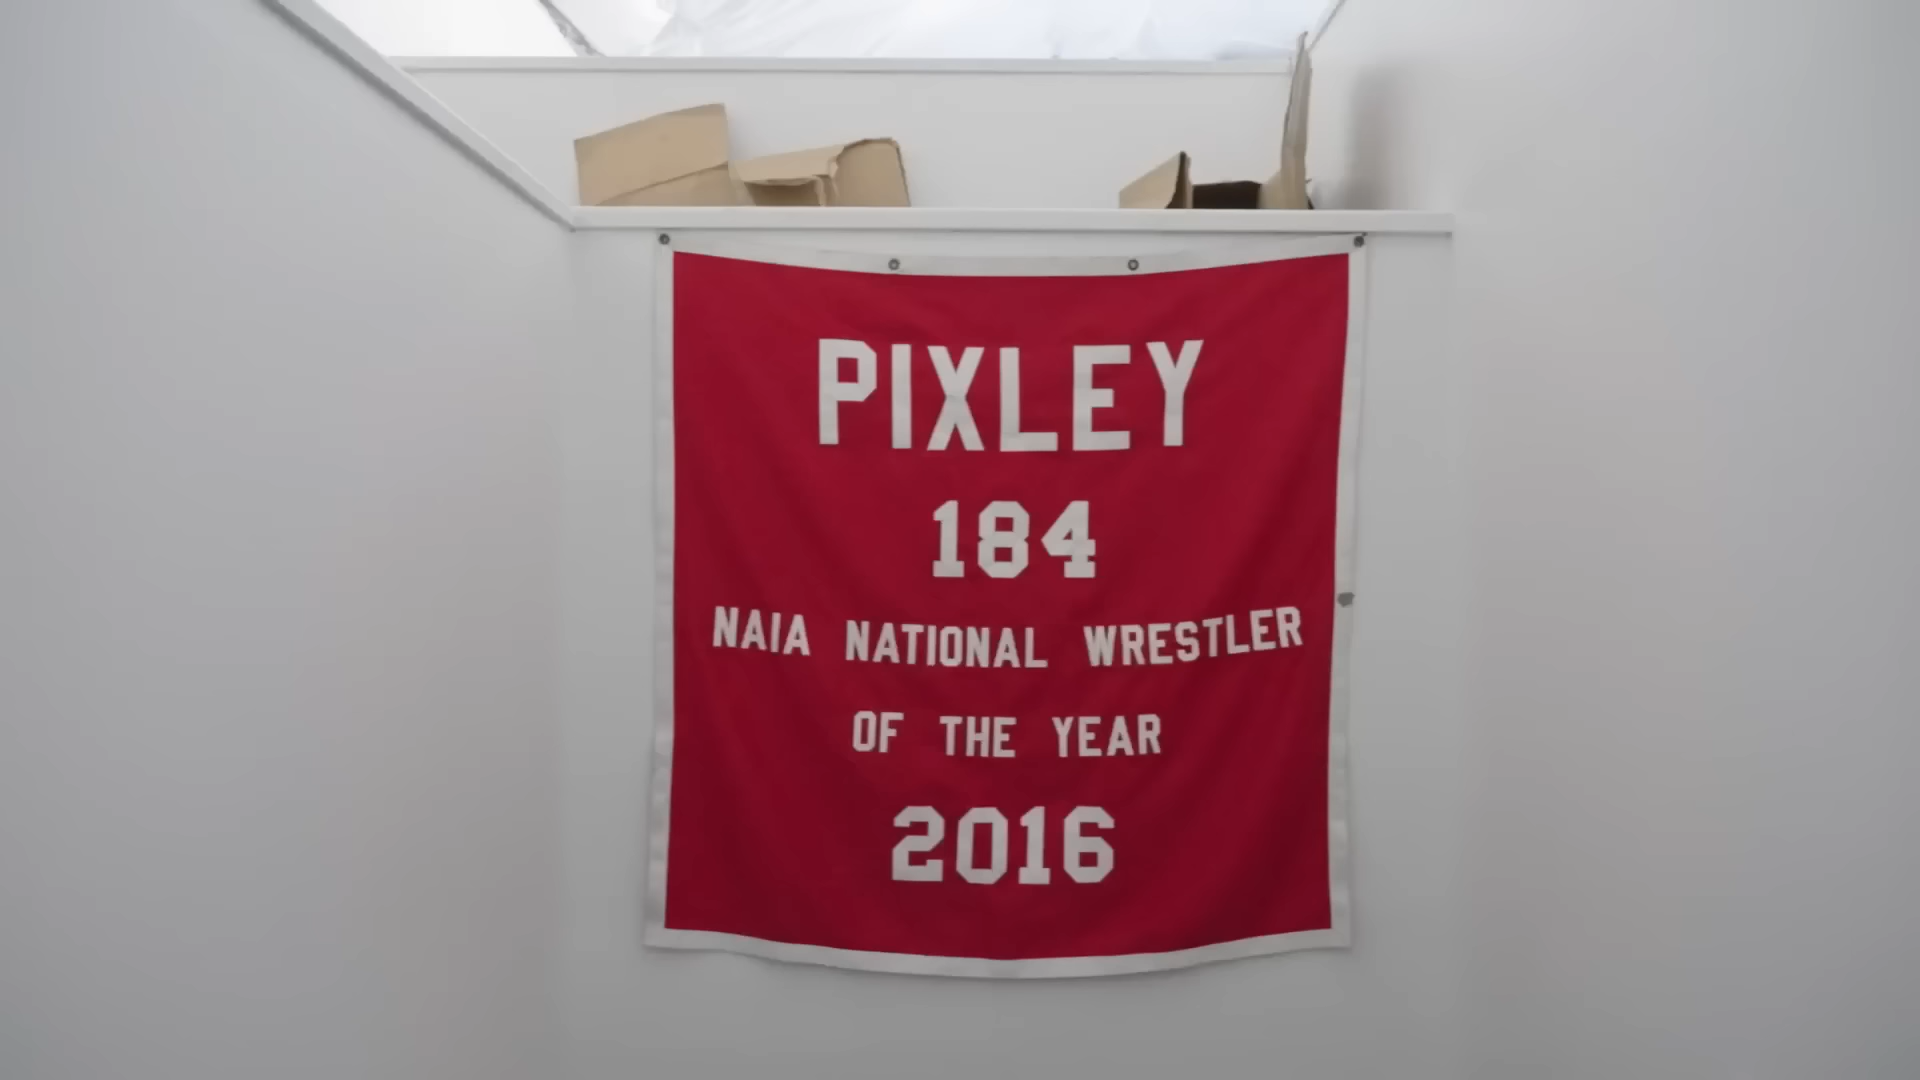 PIXLEY
184
NAIA NATIONAL WRESTLER
OF THE YEAR
2016